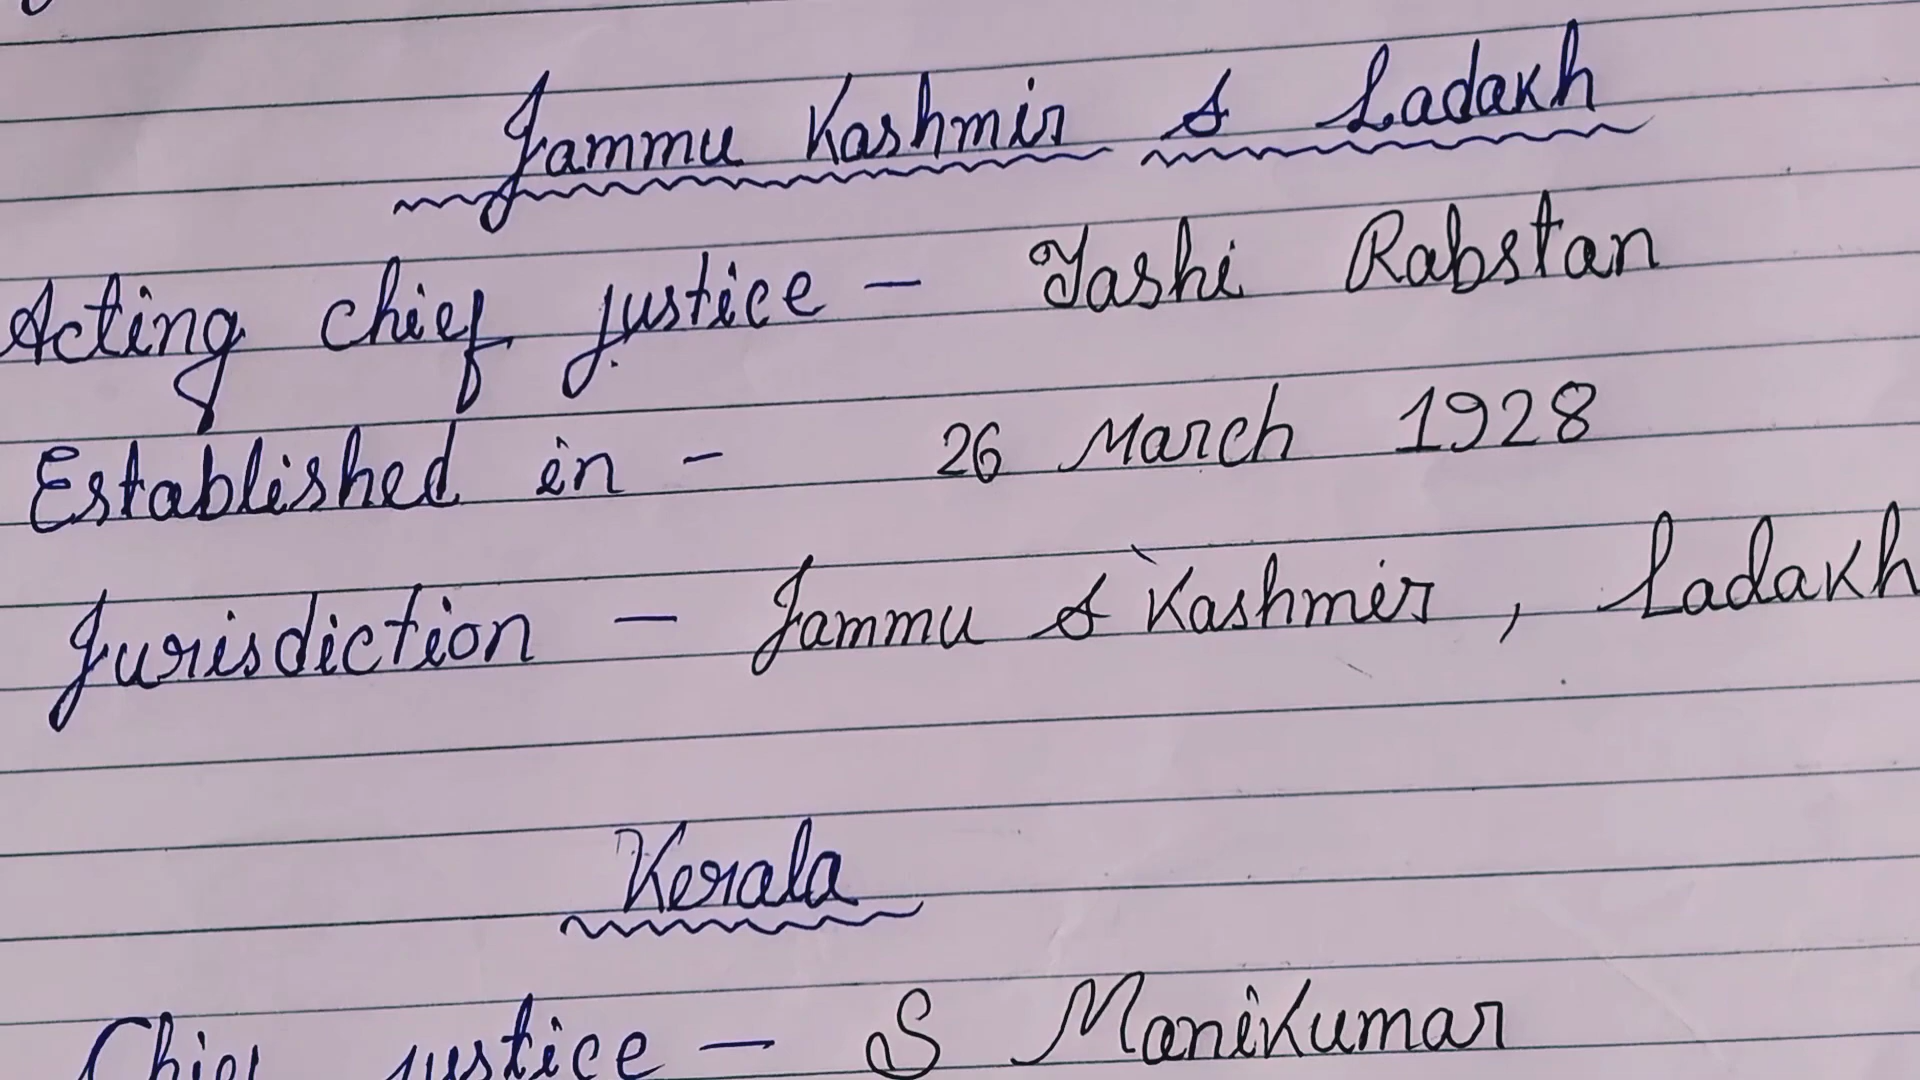 Jammu Kashmir & Ladakh
Acting chief justice – Tashi Rabstan
Established in - 26 March 1928
Jurisdiction – Jammu & Kashmir , Ladakh
Kerala
Chief justice – S Manikumar